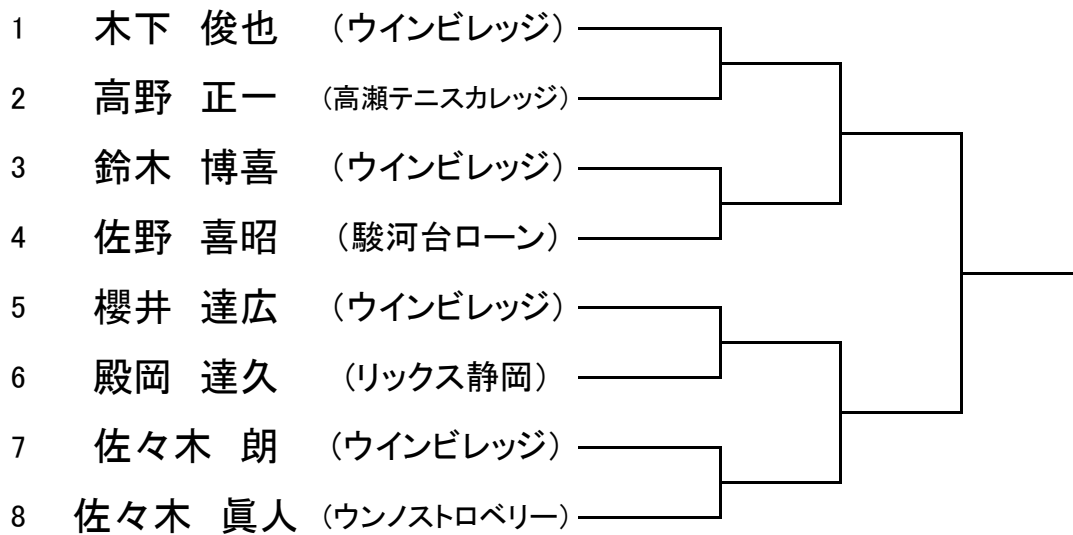 1 木下 俊也 （ウインビレッジ）
2 高野 正一 （高瀬テニスカレッジ）
3 鈴木 博喜 （ウインビレッジ）
4 佐野 喜昭 （駿河台ローン）
5 櫻井 達広 （ウインビレッジ）
6 殿岡 達久 （リックス静岡）
7 佐々木 朗 （ウインビレッジ）
8 佐々木 眞人 （ウンノストロベリー）